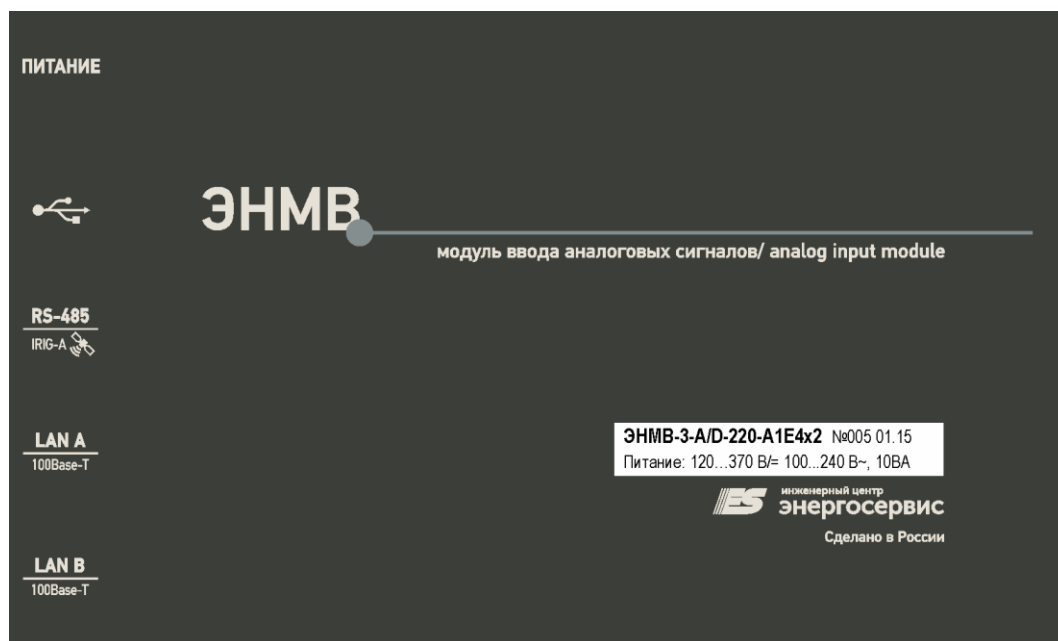 ПИТАНИЕ
ЭНМВ
модуль ввода аналоговых сигналов/ analog input module
RS-485
IRIG-A
LAN A
100Base-T
ЭНМВ-3-A/D-220-A1E4x2 №005 01.15
Питание: 120...370 В/= 100...240 В~, 10ВА
ES инженерный центр
энергосервис
Сделано в России
LAN B
100Base-T